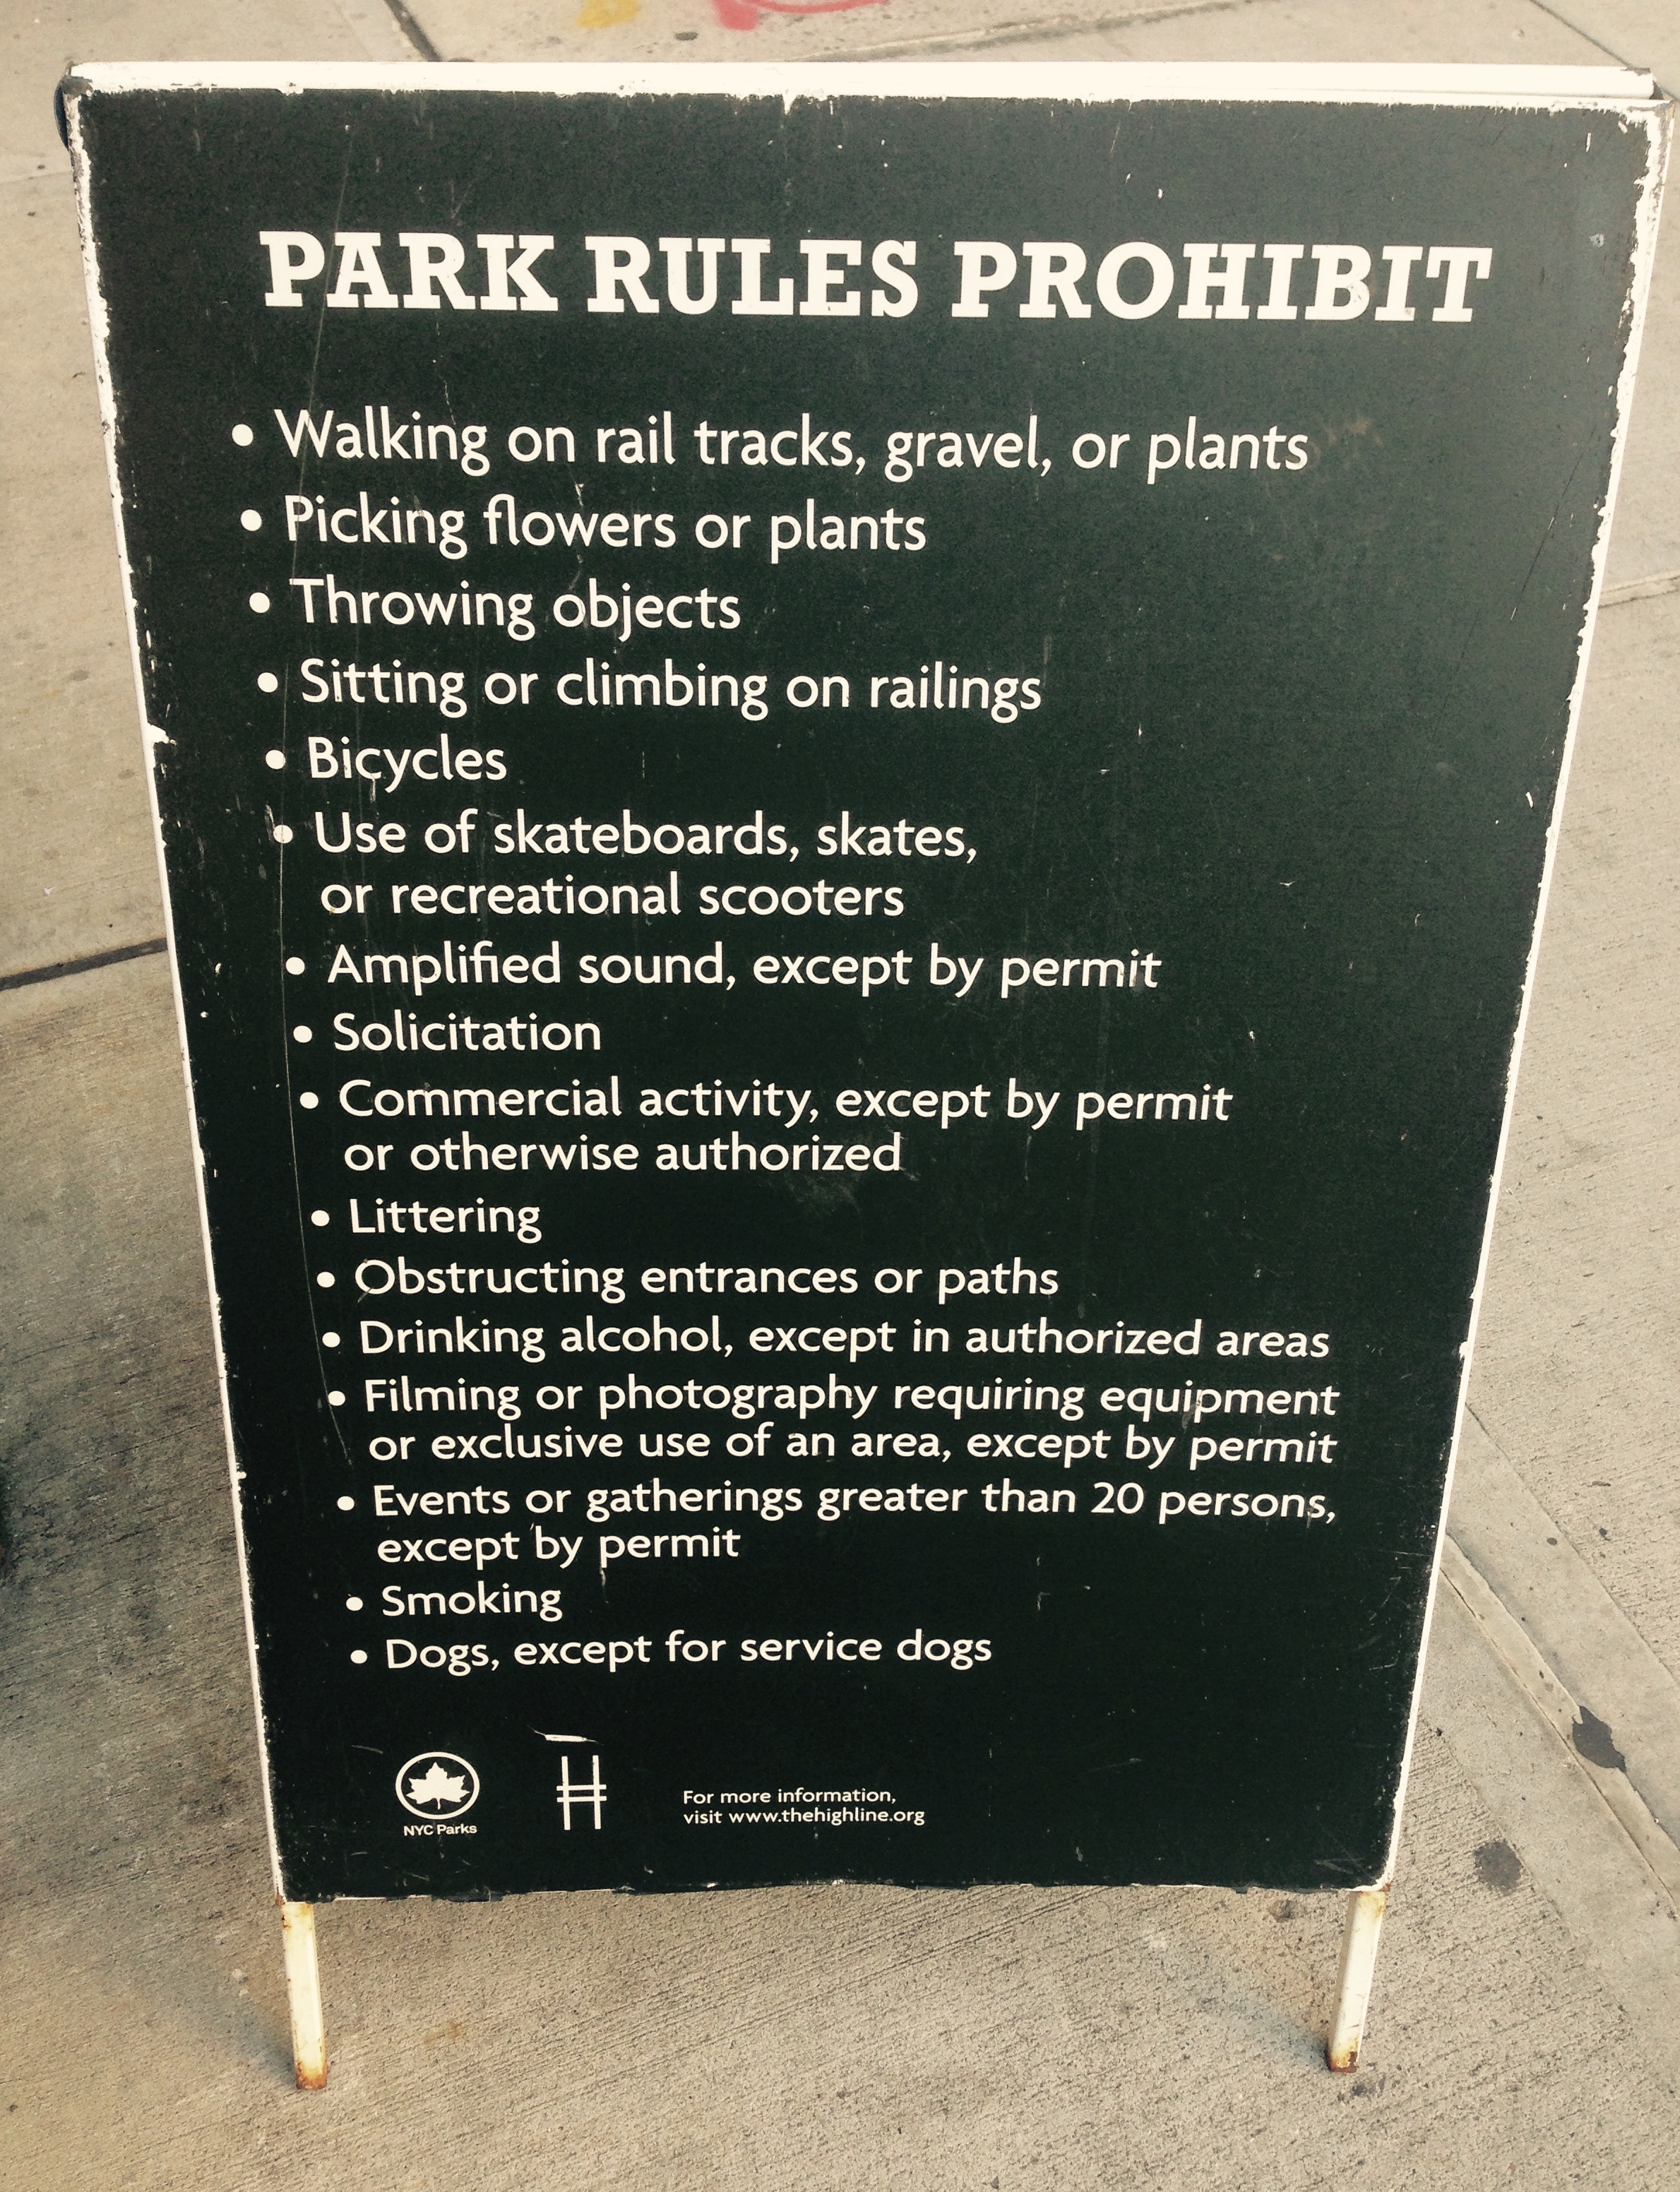 PARK RULES PROHIBIT
• Walking on rail tracks, gravel, or plants
• Picking flowers or plants
• Throwing objects
• Sitting or climbing on railings
• Bicycles
• Use of skateboards, skates,
or recreational scooters
• Amplified sound, except by permit
• Solicitation
• Commercial activity, except by permit
or otherwise authorized
• Littering
• Obstructing entrances or paths
• Drinking alcohol, except in authorized areas
• Filming or photography requiring equipment
or exclusive use of an area, except by permit
• Events or gatherings greater than 20 persons,
except by permit
• Smoking
• Dogs, except for service dogs
NYC Parks
For more information,
visit www.thehighline.org